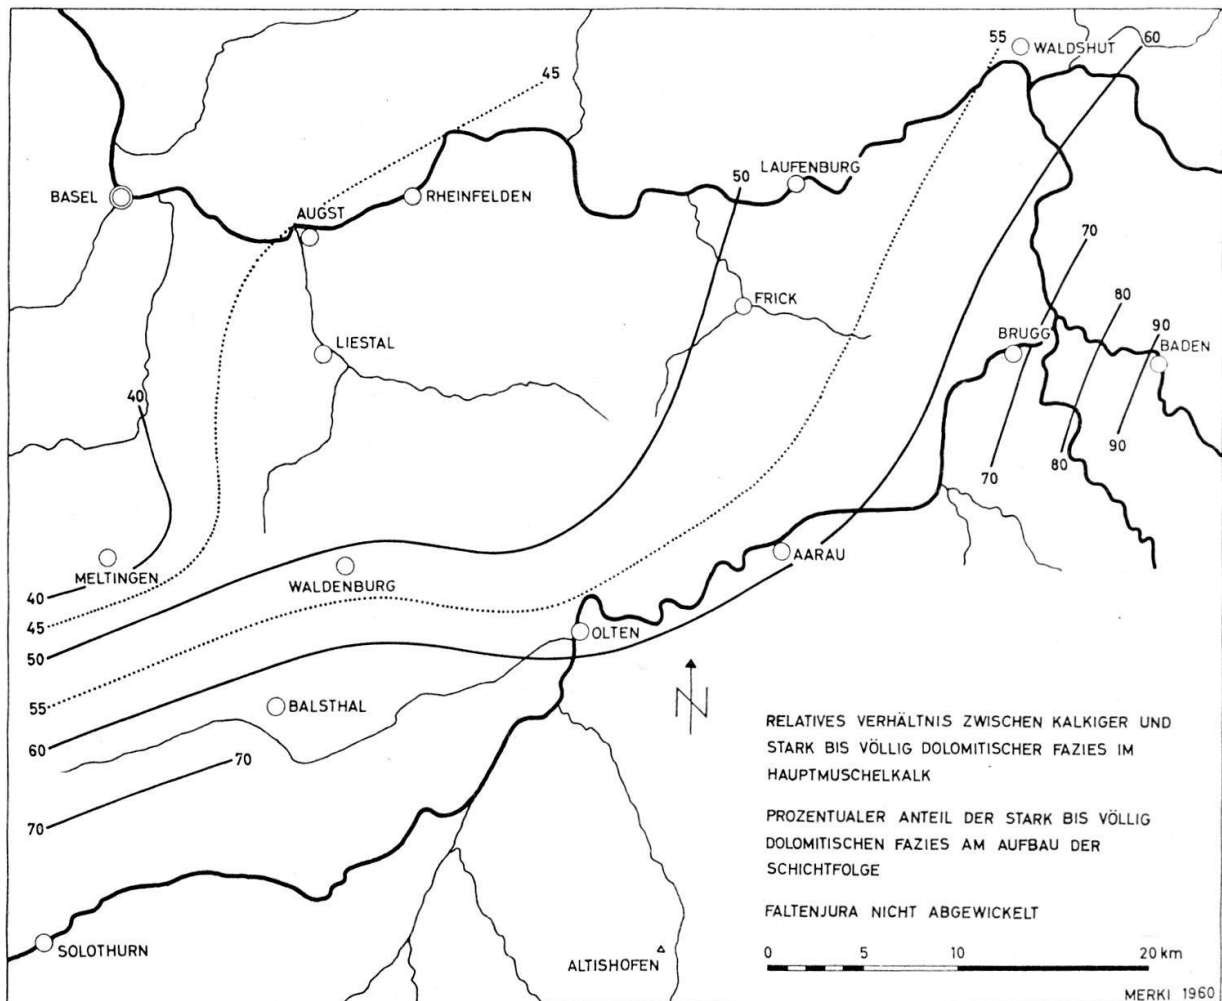 55
WALDSHUT
60
45
LAUFENBURG
50
BASEL
RHEINFELDEN
AUGST
70
FRICK
80
BRUGG
90
BADEN
LIESTAL
40
90
80
70
MELTINGEN
WALDENBURG
AARAU
40
45
OLTEN
50
N
55
BALSTHAL
60
70
70
RELATIVES VERHÄLTNIS ZWISCHEN KALKIGER UND
STARK BIS VÖLLIG DOLOMITISCHER FAZIES IM
HAUPTMUSCHELKALK
PROZENTUALER ANTEIL DER STARK BIS VÖLLIG
DOLOMITISCHEN FAZIES AM AUFBAU DER
SCHICHTFOLGE
FALTENJURA NICHT ABGEWICKELT
SOLOTHURN
ALTISHOFEN
0 5 10 20 km
MERKI 1960